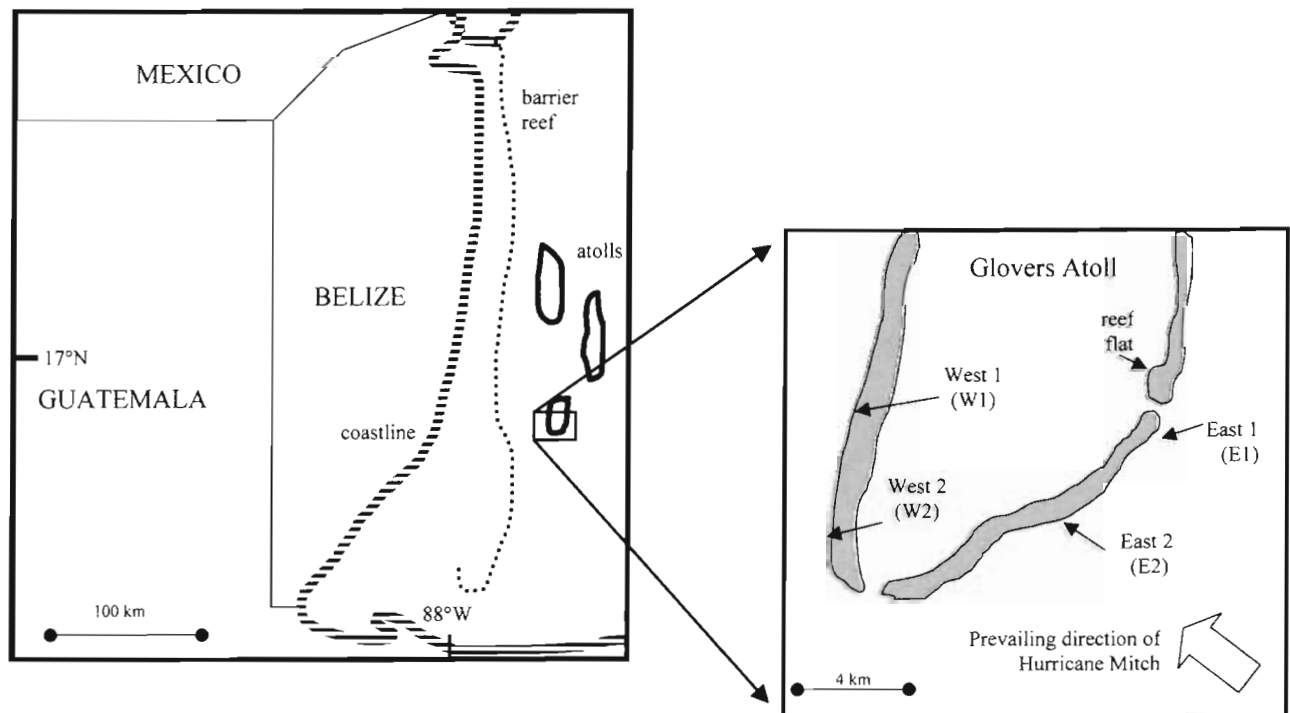 MEXICO
barrier
reef
atolls
BELIZE
17°N
GUATEMALA
coastline
88°W
100 km
Glovers Atoll
reef
flat
West 1
(W1)
East 1
(E1)
West 2
(W2)
East 2
(E2)
Prevailing direction of
Hurricane Mitch
4 km